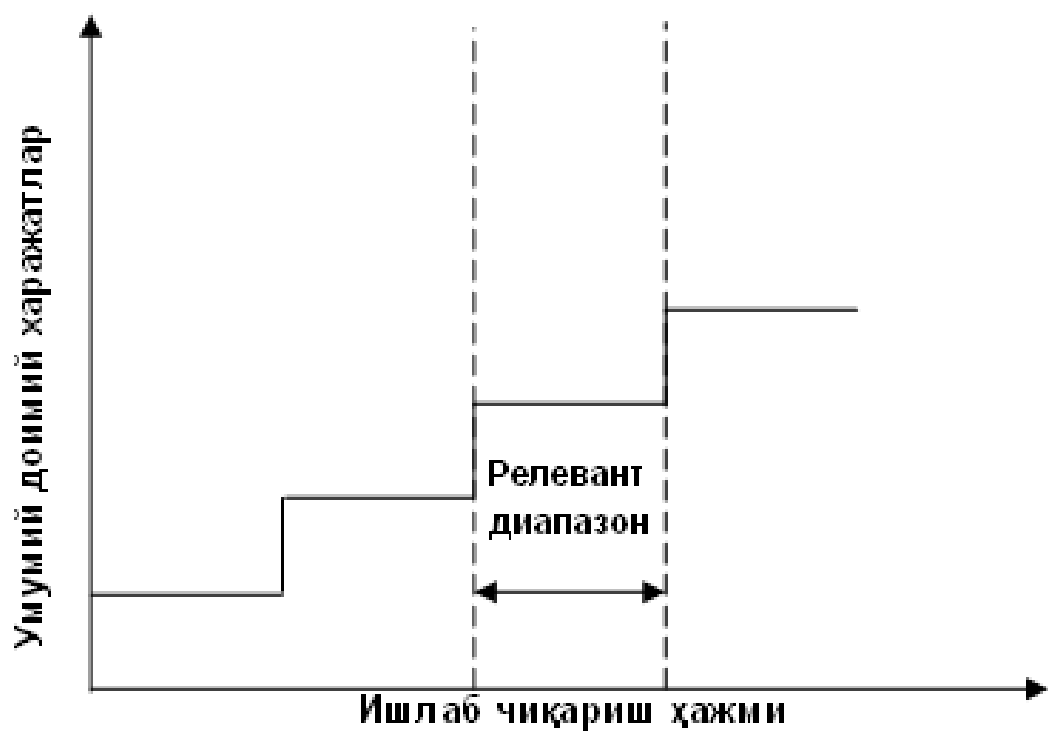 Умумий доимий харажатлар
Релевант
диапазон
Ишлаб чиқариш ҳажми